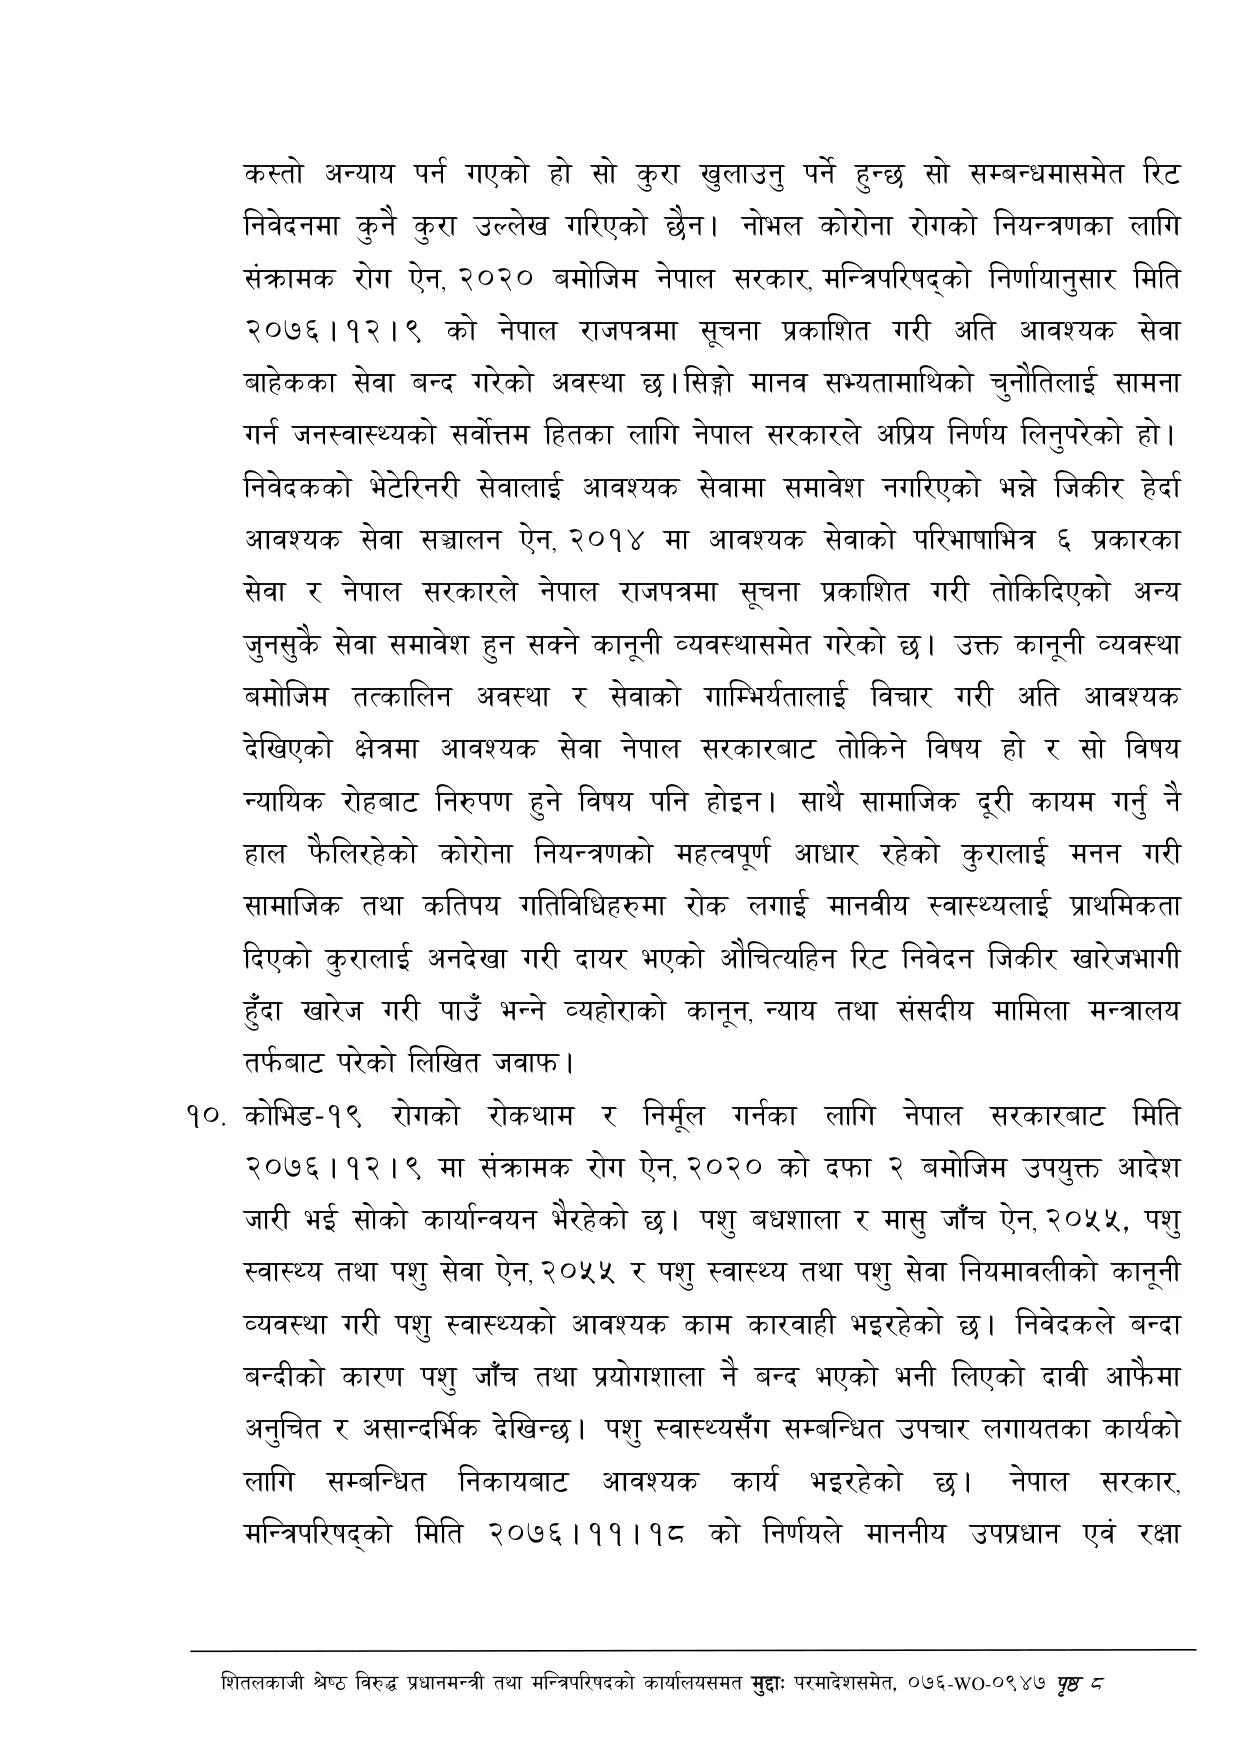 कस्तो अन्याय पर्न गएको हो सो कुरा खुलाउनु पर्ने हुन्छ सो सम्बन्धमासमेत रिट
निवेदनमा कुनै कुरा उल्लेख गरिएको छैन। नोभल कोरोना रोगको नियन्त्रणका लागि
संक्रामक रोग ऐन, २०२० बमोजिम नेपाल सरकार, मन्त्रिपरिषद्को निर्णायानुसार मिति
२०७६।१२।९ को नेपाल राजपत्रमा सूचना प्रकाशित गरी अति आवश्यक सेवा
बाहेकका सेवा बन्द गरेको अवस्था छ।सिङ्गो मानव सभ्यतामाथिको चुनौतिलाई सामना
गर्न जनस्वास्थ्यको सर्वोत्तम हितका लागि नेपाल सरकारले अप्रिय निर्णय लिनुपरेको हो।
निवेदकको भेटेरिनरी सेवालाई आवश्यक सेवामा समावेश नगरिएको भन्ने जिकीर हेर्दा
आवश्यक सेवा सञ्चालन ऐन, २०१४ मा आवश्यक सेवाको परिभाषाभित्र ६ प्रकारका
सेवा र नेपाल सरकारले नेपाल राजपत्रमा सूचना प्रकाशित गरी तोकिदिएको अन्य
जुनसुकै सेवा समावेश हुन सक्ने कानूनी व्यवस्थासमेत गरेको छ। उक्त कानूनी व्यवस्था
बमोजिम तत्कालिन अवस्था र सेवाको गाम्भिर्यतालाई विचार गरी अति आवश्यक
देखिएको क्षेत्रमा आवश्यक सेवा नेपाल सरकारबाट तोकिने विषय हो र सो विषय
न्यायिक रोहबाट निरुपण हुने विषय पनि होइन। साथै सामाजिक दूरी कायम गर्नु नै
हाल फैलिरहेको कोरोना नियन्त्रणको महत्वपूर्ण आधार रहेको कुरालाई मनन गरी
सामाजिक तथा कतिपय गतिविधिहरुमा रोक लगाई मानवीय स्वास्थ्यलाई प्राथमिकता
दिएको कुरालाई अनदेखा गरी दायर भएको औचित्यहिन रिट निवेदन जिकीर खारेजभागी
हुँदा खारेज गरी पाउँ भन्ने व्यहोराको कानून, न्याय तथा संसदीय मामिला मन्त्रालय
तर्फबाट परेको लिखित जवाफ।
१०. कोभिड-१९ रोगको रोकथाम र निर्मूल गर्नका लागि नेपाल सरकारबाट मिति
२०७६।१२।९ मा संक्रामक रोग ऐन, २०२० को दफा २ बमोजिम उपयुक्त आदेश
जारी भई सोको कार्यान्वयन भैरहेको छ। पशु बधशाला र मासु जाँच ऐन, २०५५, पशु
स्वास्थ्य तथा पशु सेवा ऐन, २०५५ र पशु स्वास्थ्य तथा पशु सेवा नियमावलीको कानूनी
व्यवस्था गरी पशु स्वास्थ्यको आवश्यक काम कारवाही भइरहेको छ। निवेदकले बन्दा
बन्दीको कारण पशु जाँच तथा प्रयोगशाला नै बन्द भएको भनी लिएको दावी आफैमा
अनुचित र असान्दर्भिक देखिन्छ। पशु स्वास्थ्यसँग सम्बन्धित उपचार लगायतका कार्यको
लागि सम्बन्धित निकायबाट आवश्यक कार्य भइरहेको छ। नेपाल सरकार,
मन्त्रिपरिषद्को मिति २०७६।११।१८ को निर्णयले माननीय उपप्रधान एवं रक्षा
शितलकाजी श्रेष्ठ विरुद्ध प्रधानमन्त्री तथा मन्त्रिपरिषदको कार्यालयसमत मुद्दाः परमादेशसमेत, ०७६-WO-०९४७ पृष्ठ ८